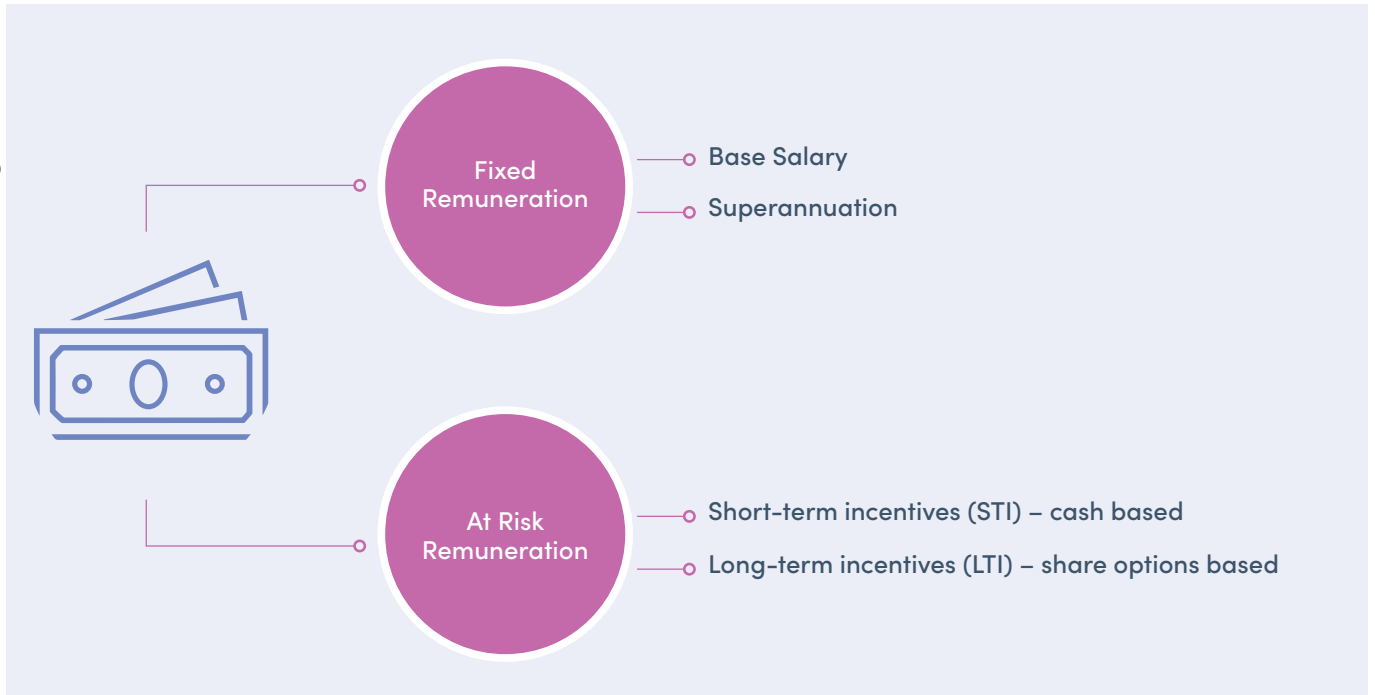 Fixed
Remuneration
Base Salary
Superannuation
At Risk
Remuneration
Short-term incentives (STI) – cash based
Long-term incentives (LTI) – share options based